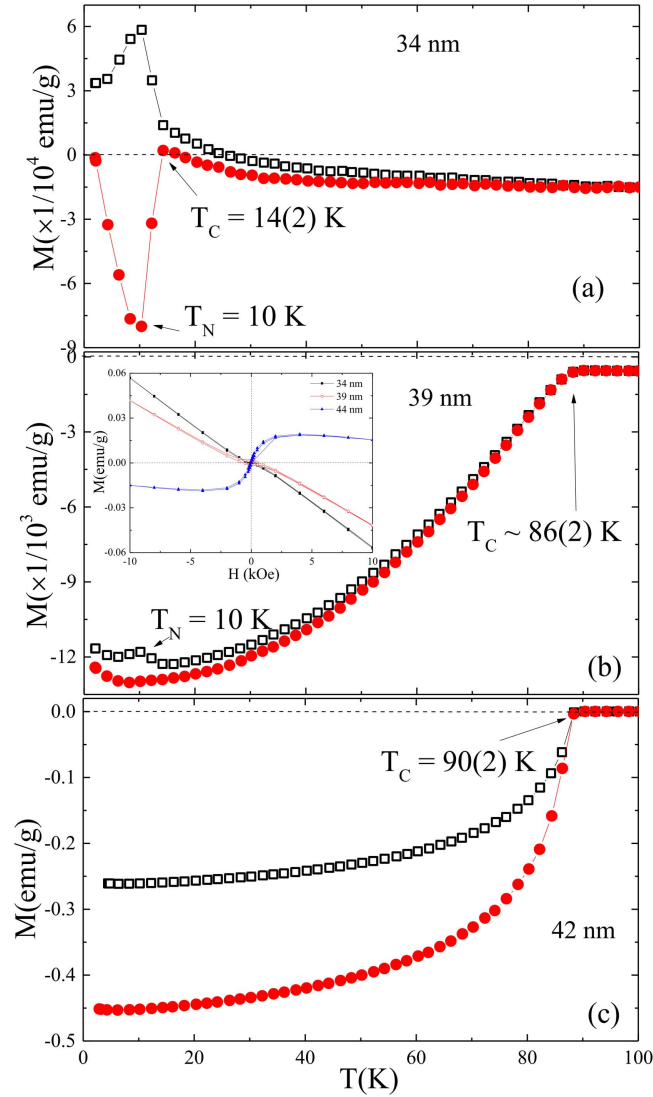 6
34 nm
3
0
M(×1/10⁴ emu/g)
-3
T_C = 14(2) K
-6
T_N = 10 K
(a)
-9
0
0.06
34 nm
39 nm
44 nm
39 nm
0.03
-3
M(emu/g)
0.00
-0.03
-6
M(×1/10³ emu/g)
-0.06
-10
-5
0
5
10
H (kOe)
T_C ~ 86(2) K
-9
T_N = 10 K
-12
(b)
0.0
T_C = 90(2) K
-0.1
-0.2
M(emu/g)
-0.3
42 nm
-0.4
(c)
-0.5
0
20
40
60
80
100
T(K)